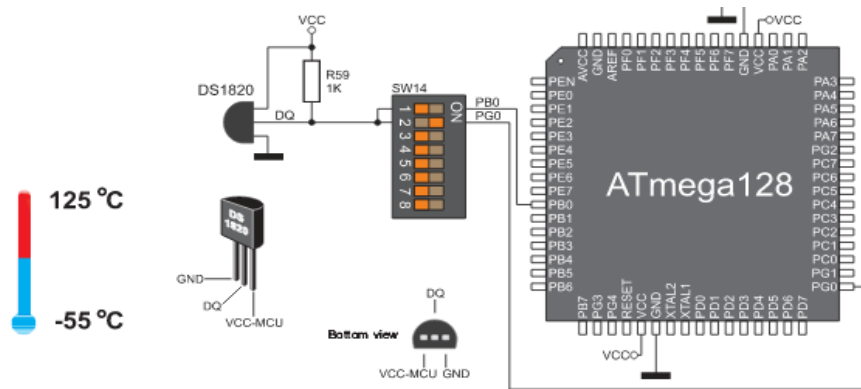 VCC
R59
1K
DS1820
DQ
SW14
1
2
3
4
5
6
7
8
ON
PB0
PG0
VCC
AVCC
GND
AREF
PF0
PF1
PF2
PF3
PF4
PF5
PF6
PF7
GND
VCC
PA0
PA1
PA2
PEN
PE0
PE1
PE2
PE3
PE4
PE5
PE6
PE7
PB0
PB1
PB2
PB3
PB4
PB5
PB6
ATmega128
PA3
PA4
PA5
PA6
PA7
PG2
PC7
PC6
PC5
PC4
PC3
PC2
PC1
PC0
PG1
PG0
PB7
PG3
PG4
RESET
VCC
GND
XTAL2
XTAL1
PD0
PD1
PD2
PD3
PD4
PD5
PD6
PD7
VCC
125 °C
-55 °C
DS
1820
GND
DQ
VCC-MCU
DQ
Bottom view
VCC-MCU GND